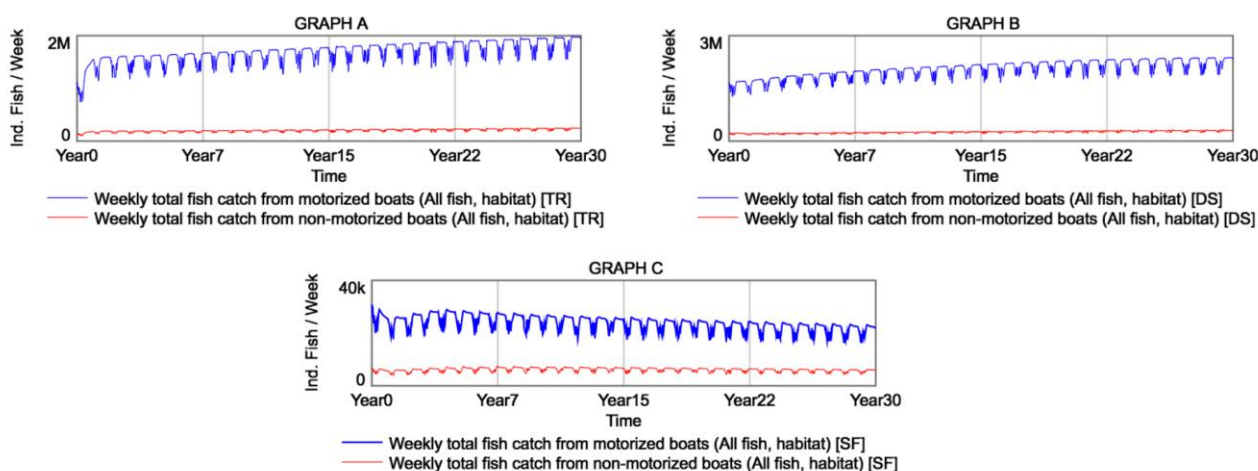 GRAPH A
2M
0
Ind. Fish / Week
Year0 Year7 Year15 Year22 Year30
Time
Weekly total fish catch from motorized boats (All fish, habitat) [TR]
Weekly total fish catch from non-motorized boats (All fish, habitat) [TR]
GRAPH B
3M
0
Ind. Fish / Week
Year0 Year7 Year15 Year22 Year30
Time
Weekly total fish catch from motorized boats (All fish, habitat) [DS]
Weekly total fish catch from non-motorized boats (All fish, habitat) [DS]
GRAPH C
40k
0
Ind. Fish / Week
Year0 Year7 Year15 Year22 Year30
Time
Weekly total fish catch from motorized boats (All fish, habitat) [SF]
Weekly total fish catch from non-motorized boats (All fish, habitat) [SF]